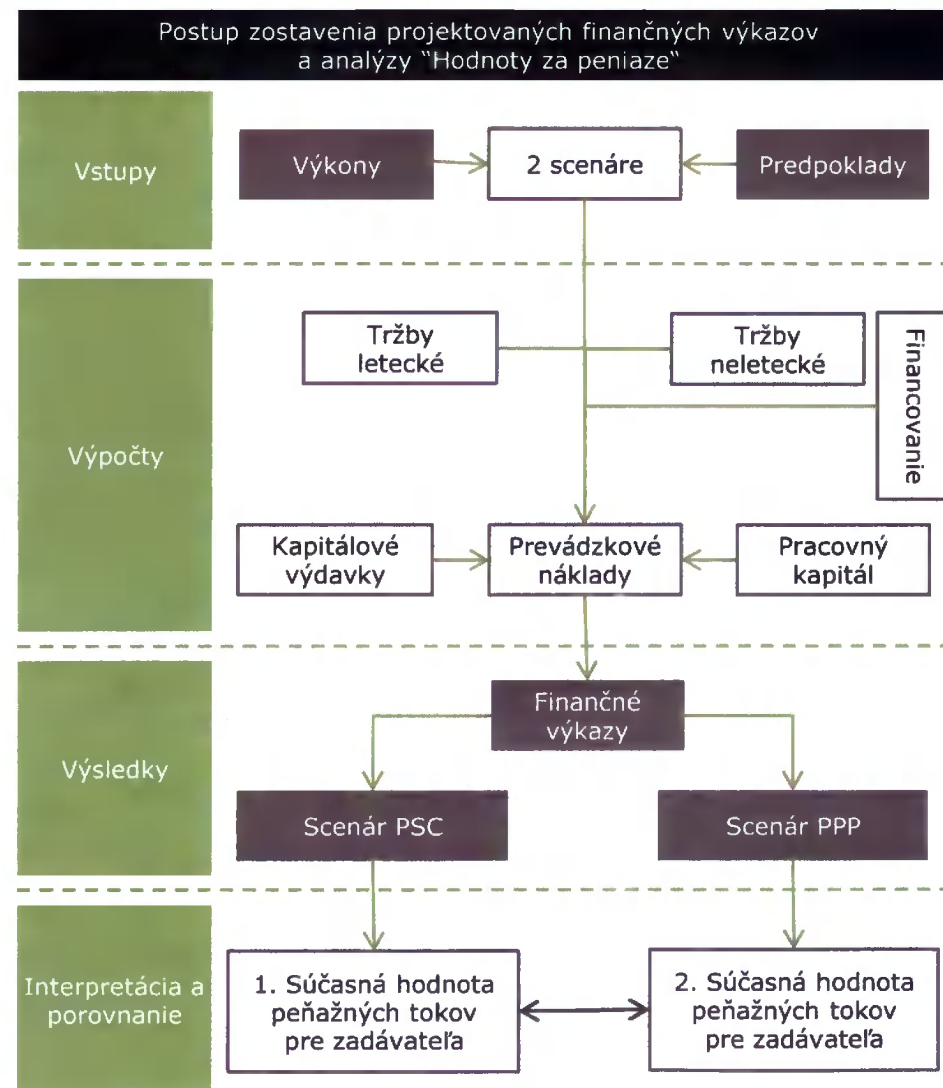 Postup zostavenia projektovaných finančných výkazov
a analýzy "Hodnoty za peniaze"
Vstupy
Výkony
2 scenáre
Predpoklady
Výpočty
Tržby
letecké
Tržby
neletecké
Financovanie
Kapitálové
výdavky
Prevádzkové
náklady
Pracovný
kapitál
Výsledky
Finančné
výkazy
Scenár PSC
Scenár PPP
Interpretácia a
porovnanie
1. Súčasná hodnota
peňažných tokov
pre zadávateľa
2. Súčasná hodnota
peňažných tokov
pre zadávateľa